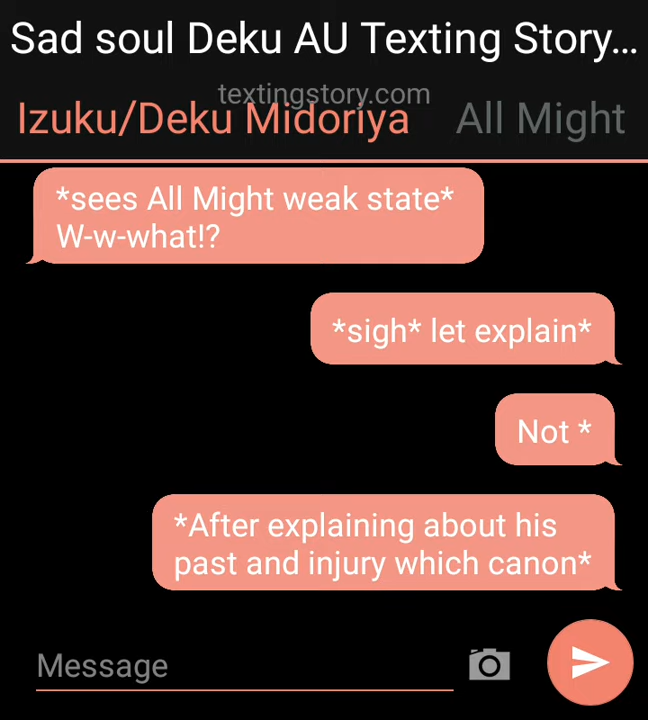 Sad soul Deku AU Texting Story...
textingstory.com
Izuku/Deku Midoriya All Might
*sees All Might weak state*
W-w-what!?
*sigh* let explain*
Not *
*After explaining about his
past and injury which canon*
Message